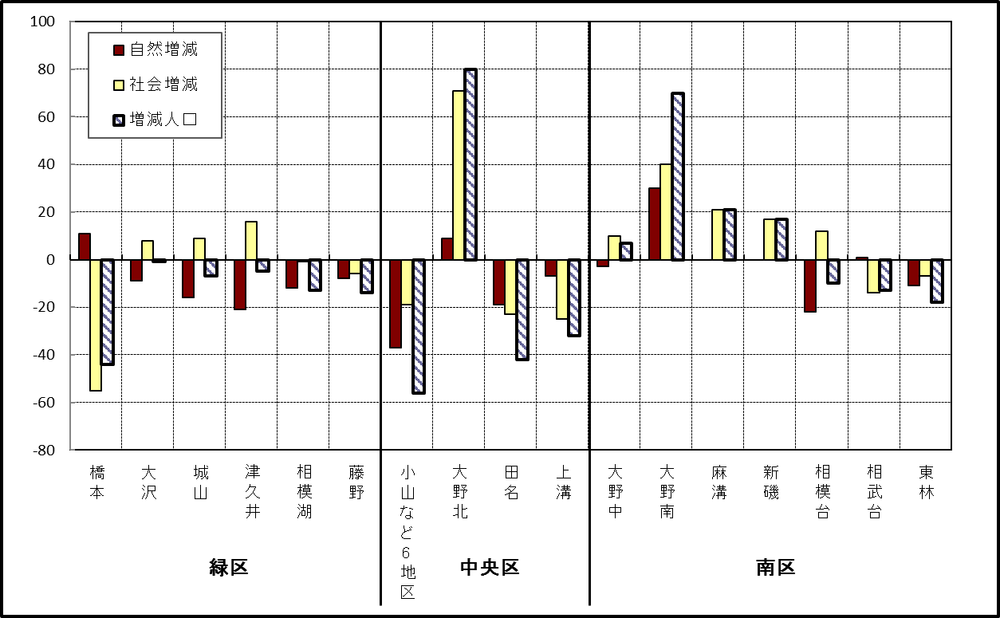 100
80
60
40
20
0
-20
-40
-60
-80
自然増減
社会増減
増減人口
橋本
大沢
城山
津久井
相模湖
藤野
小山など6地区
大野北
田名
上溝
大野中
大野南
麻溝
新磯
相模台
相武台
東林
緑区
中央区
南区